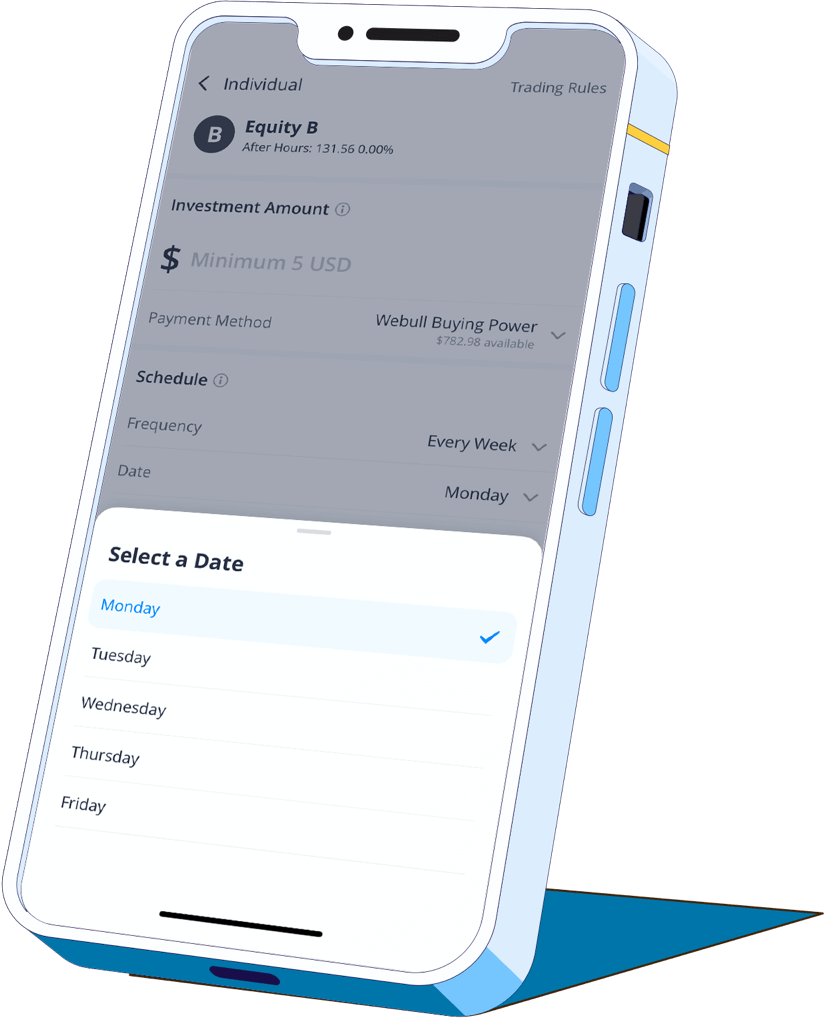 Individual
Trading Rules
B
Equity B
After Hours: 131.56 0.00%
Investment Amount
$ Minimum 5 USD
Payment Method
Webull Buying Power
$782.98 available
Schedule
Frequency
Every Week
Date
Monday
Select a Date
Monday
Tuesday
Wednesday
Thursday
Friday